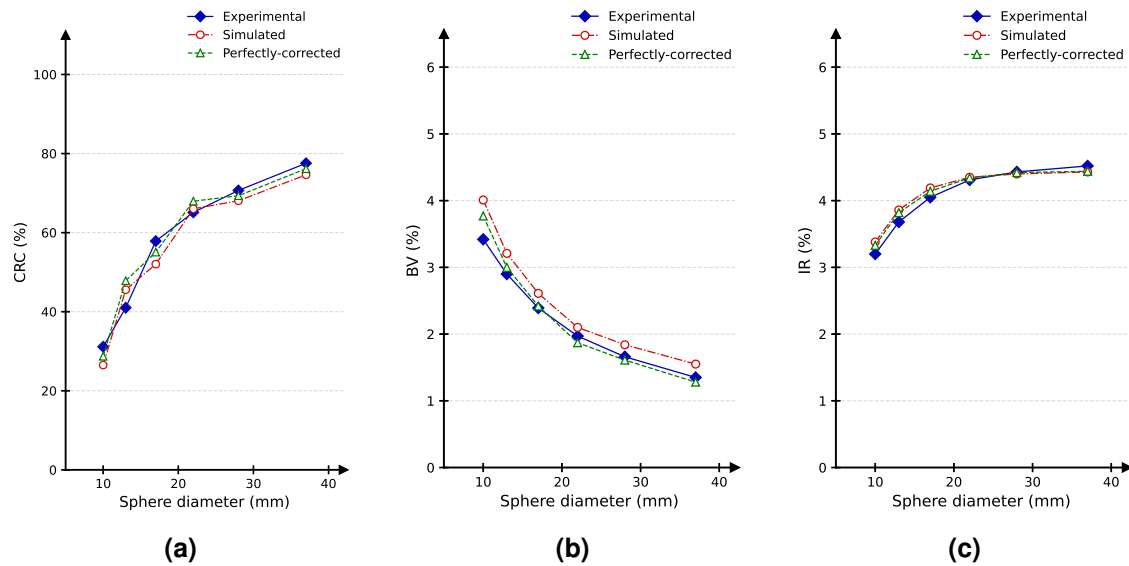 Experimental
Simulated
Perfectly-corrected
100
80
60
40
20
0
CRC (%)
10 20 30 40
Sphere diameter (mm)
(a)
Experimental
Simulated
Perfectly-corrected
6
5
4
3
2
1
0
BV (%)
10 20 30 40
Sphere diameter (mm)
(b)
Experimental
Simulated
Perfectly-corrected
6
5
4
3
2
1
0
IR (%)
10 20 30 40
Sphere diameter (mm)
(c)